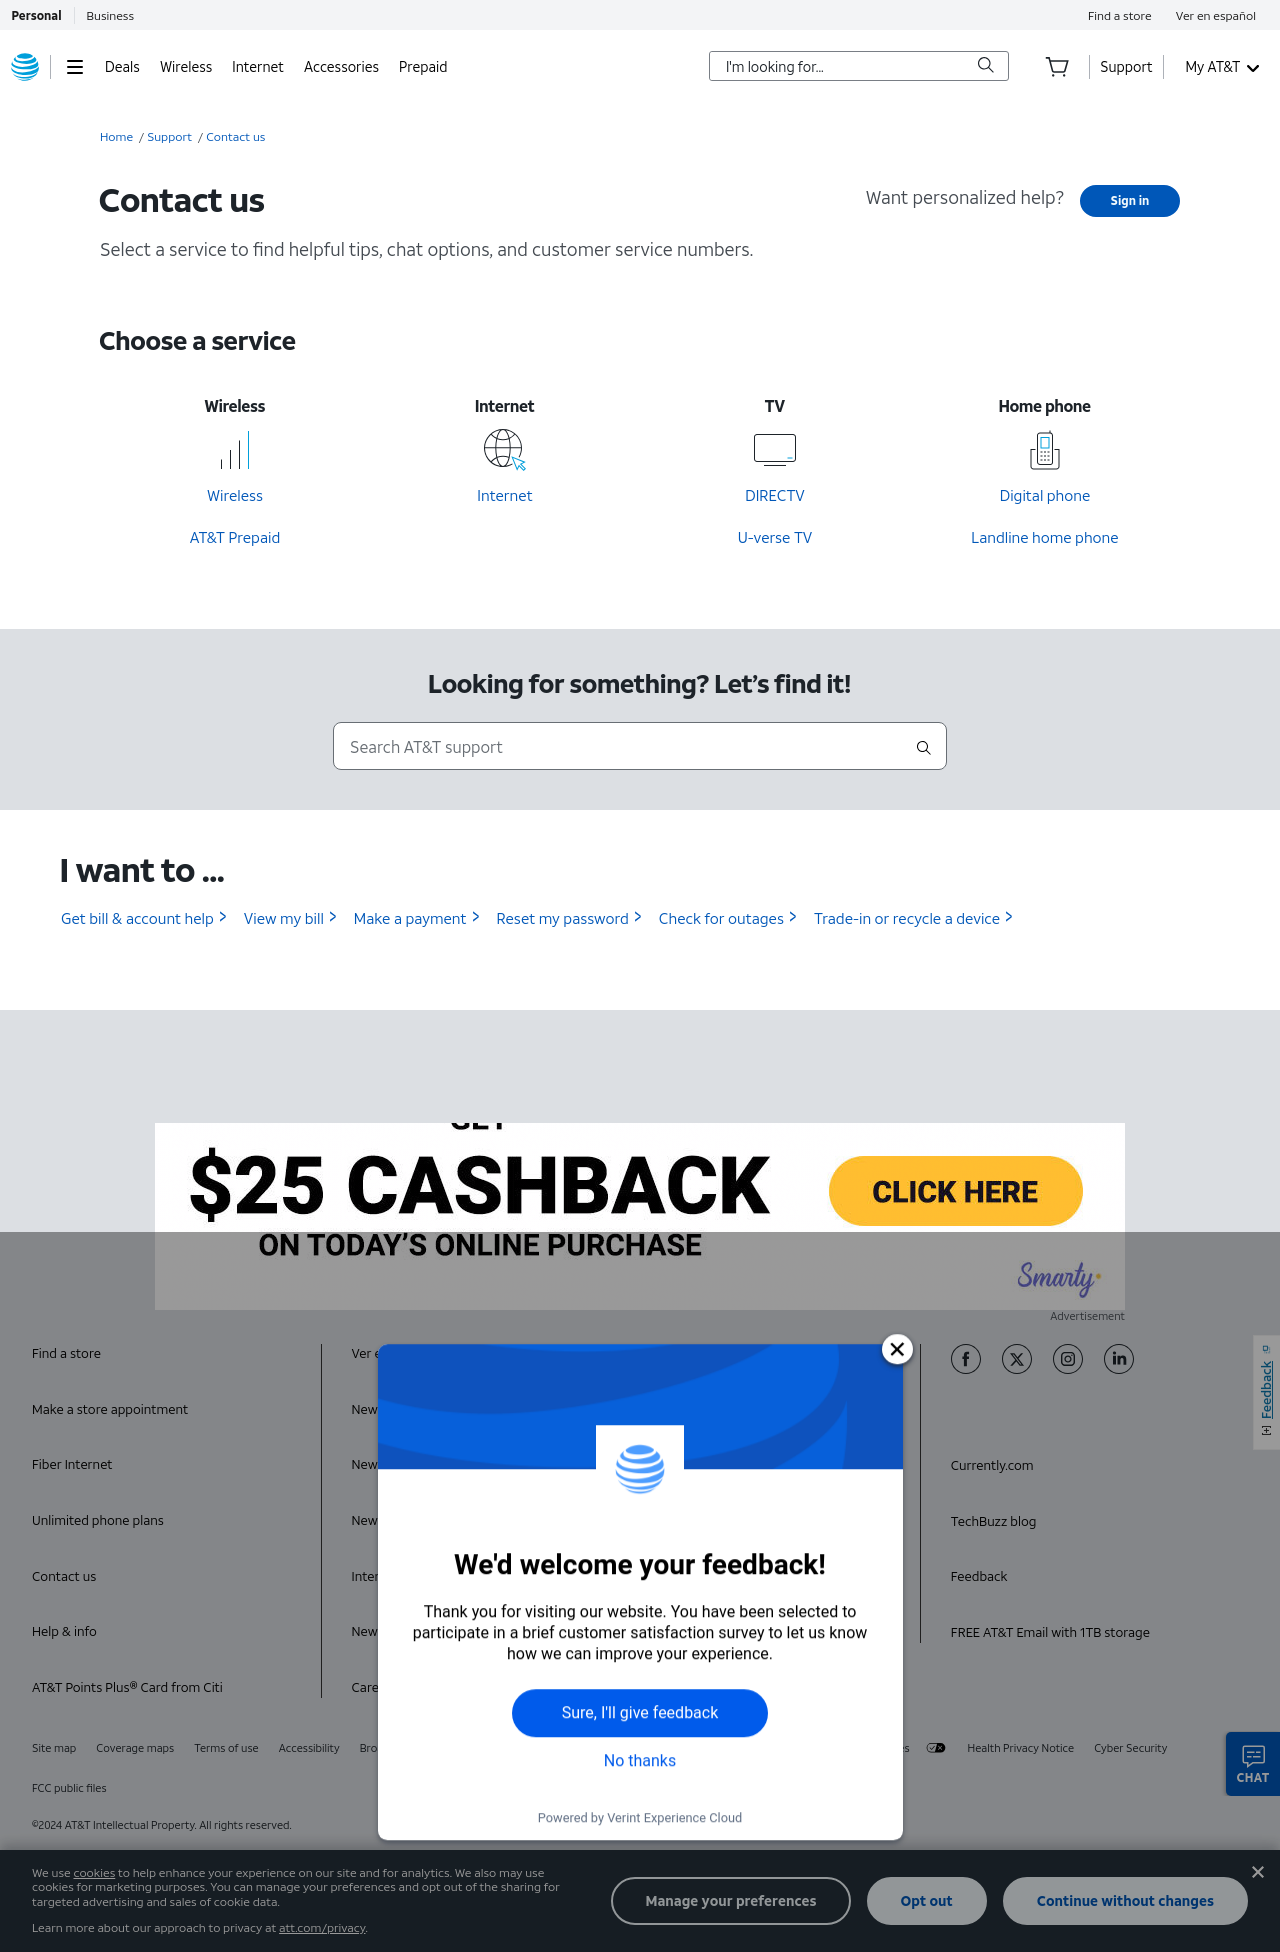 Personal
Business
Find a store
Ver en español
Deals
Wireless
Internet
Accessories
Prepaid
I'm looking for...
Support
My AT&T
Home / Support / Contact us
Contact us
Want personalized help?
Sign in
Select a service to find helpful tips, chat options, and customer service numbers.
Choose a service
Wireless
Internet
TV
Home phone
Wireless
Internet
DIRECTV
Digital phone
AT&T Prepaid
U-verse TV
Landline home phone
Looking for something? Let’s find it!
Search AT&T support
I want to ...
Get bill & account help
View my bill
Make a payment
Reset my password
Check for outages
Trade-in or recycle a device
GET
$25 CASHBACK
CLICK HERE
ON TODAY’S ONLINE PURCHASE
Smarty
Advertisement
Find a store
Make a store appointment
Fiber Internet
Unlimited phone plans
Contact us
Help & info
AT&T Points Plus® Card from Citi
Ver e
New
New
New
Inter
New
Care
We'd welcome your feedback!
Thank you for visiting our website. You have been selected to
participate in a brief customer satisfaction survey to let us know
how we can improve your experience.
Sure, I'll give feedback
No thanks
Powered by Verint Experience Cloud
Currently.com
TechBuzz blog
Feedback
FREE AT&T Email with 1TB storage
[+] Feedback
CHAT
Site map
Coverage maps
Terms of use
Accessibility
Bro
es
Health Privacy Notice
Cyber Security
FCC public files
©2024 AT&T Intellectual Property. All rights reserved.
We use cookies to help enhance your experience on our site and for analytics. We also may use
cookies for marketing purposes. You can manage your preferences and opt out of the sharing for
targeted advertising and sales of cookie data.
Learn more about our approach to privacy at att.com/privacy.
Manage your preferences
Opt out
Continue without changes